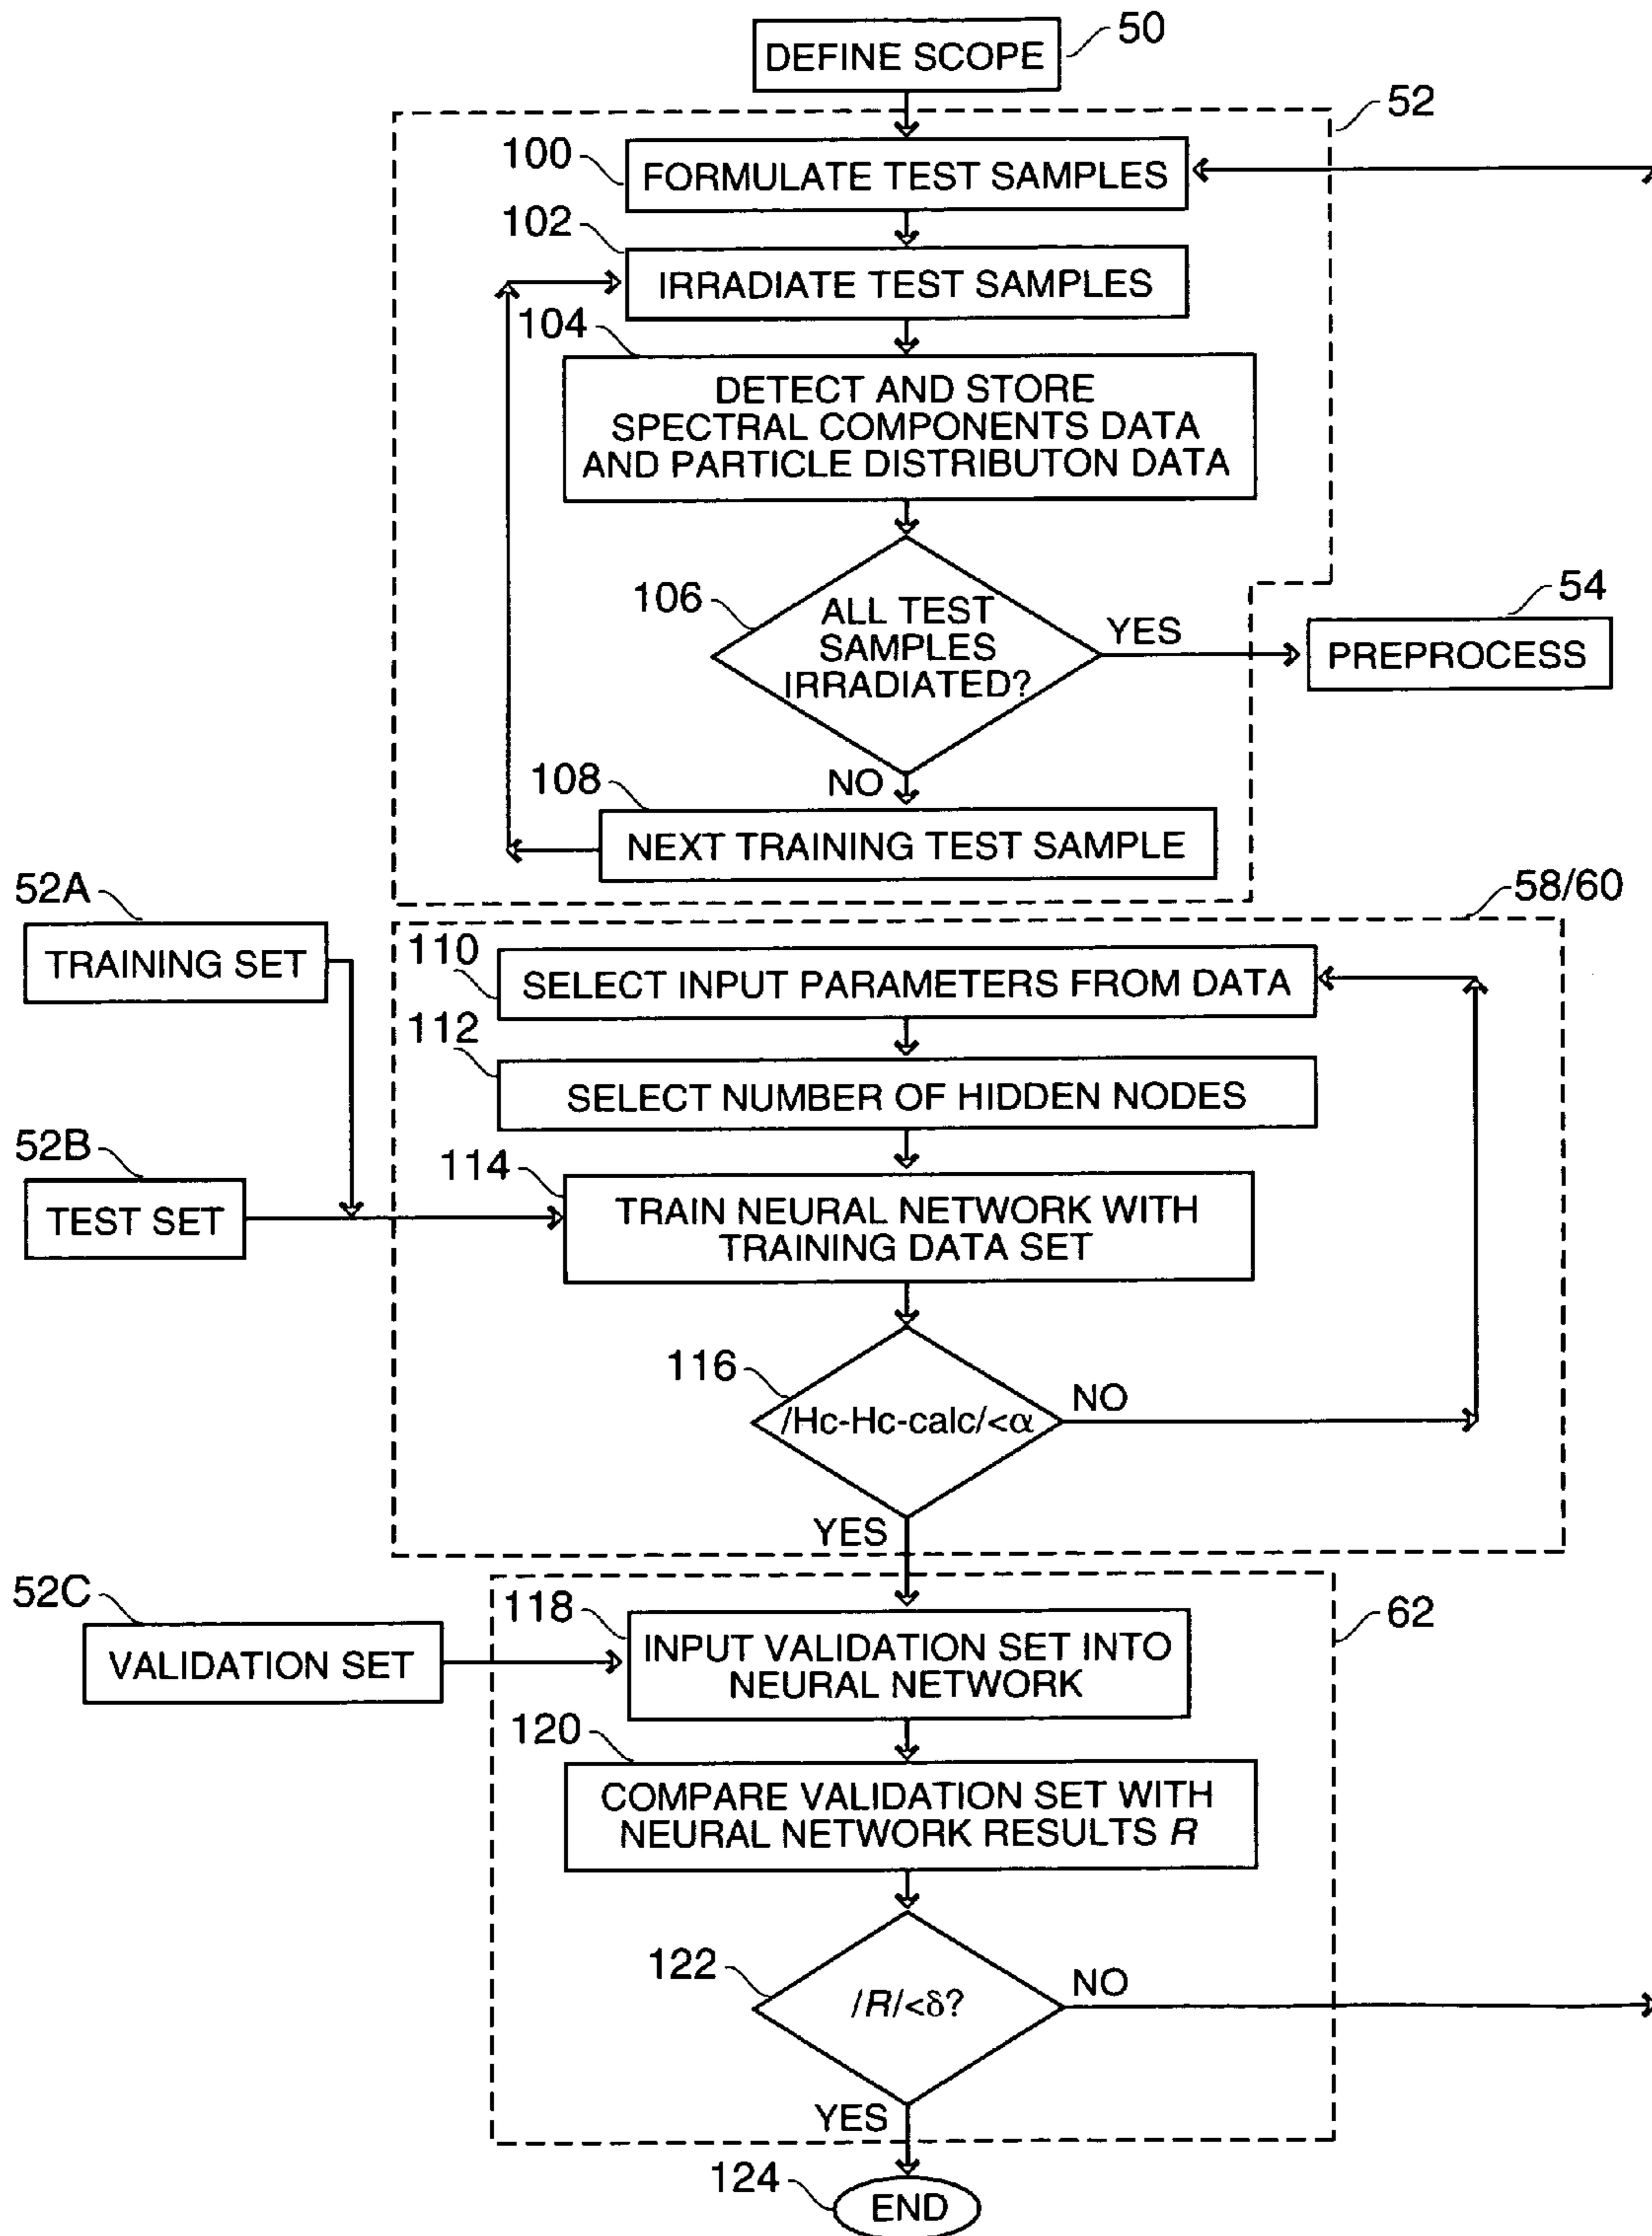 50
DEFINE SCOPE
52
100
FORMULATE TEST SAMPLES
102
IRRADIATE TEST SAMPLES
104
DETECT AND STORE
SPECTRAL COMPONENTS DATA
AND PARTICLE DISTRIBUTON DATA
106
ALL TEST
SAMPLES
IRRADIATED?
YES
54
PREPROCESS
NO
108
NEXT TRAINING TEST SAMPLE
52A
TRAINING SET
58/60
110
SELECT INPUT PARAMETERS FROM DATA
112
SELECT NUMBER OF HIDDEN NODES
52B
TEST SET
114
TRAIN NEURAL NETWORK WITH
TRAINING DATA SET
116
/Hc-Hc-calc/<α
NO
YES
52C
VALIDATION SET
118
INPUT VALIDATION SET INTO
NEURAL NETWORK
62
120
COMPARE VALIDATION SET WITH
NEURAL NETWORK RESULTS R
122
/R/<δ?
NO
YES
124
END